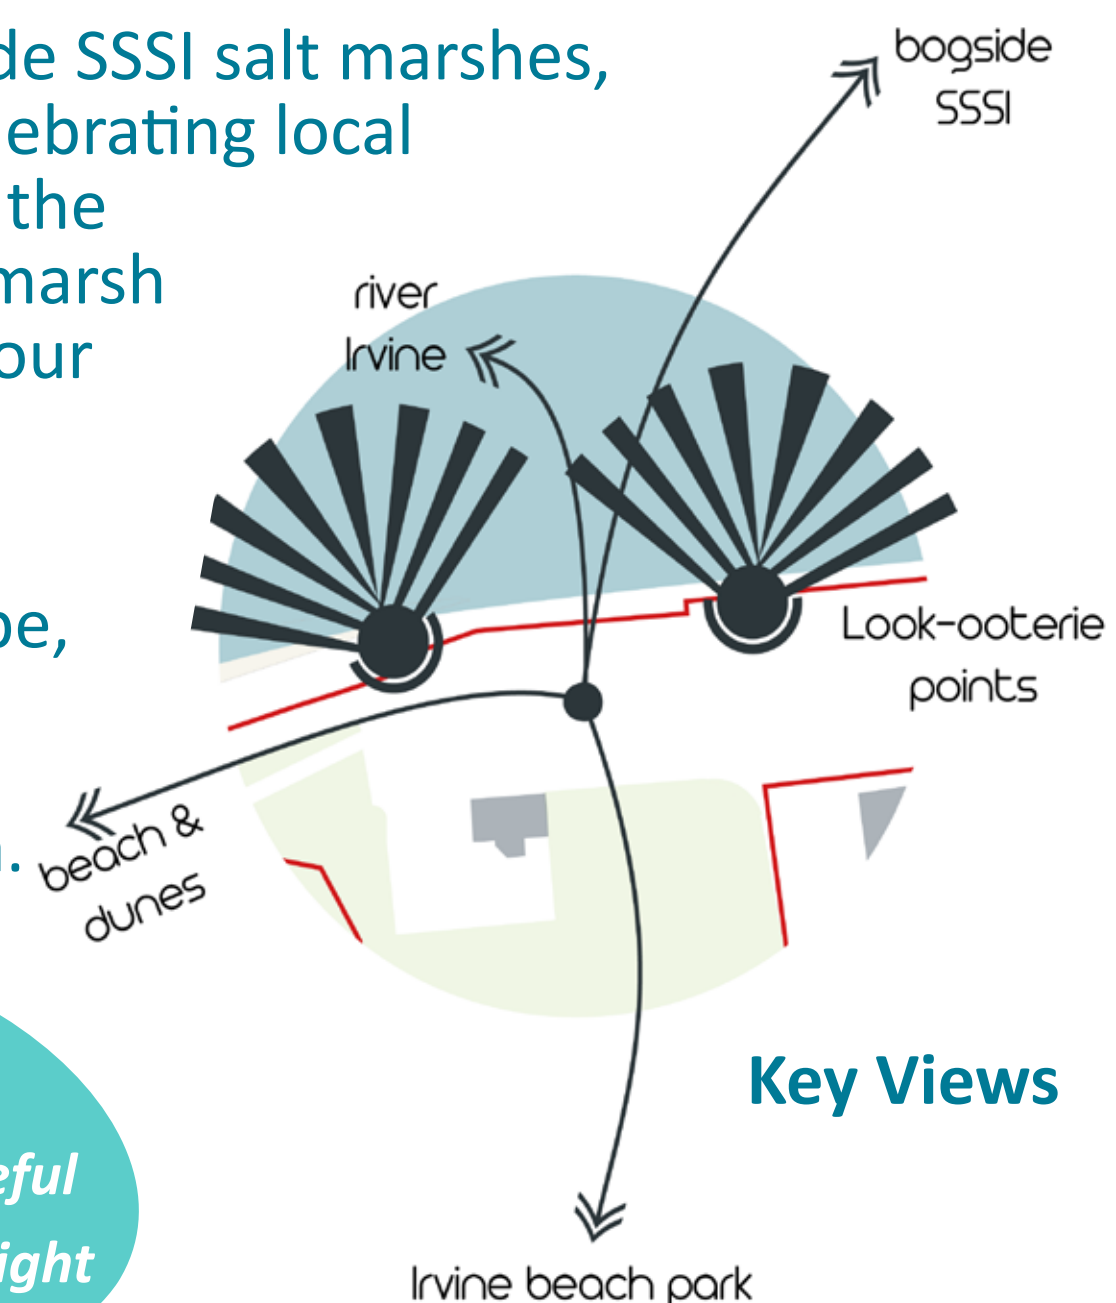 de SSSI salt marshes,
ebrating local
the
marsh
our
pe,
n.
bogside
SSSI
river
Irvine
Look-ooterie
points
beach &
dunes
Key Views
eful
ight
Irvine beach park